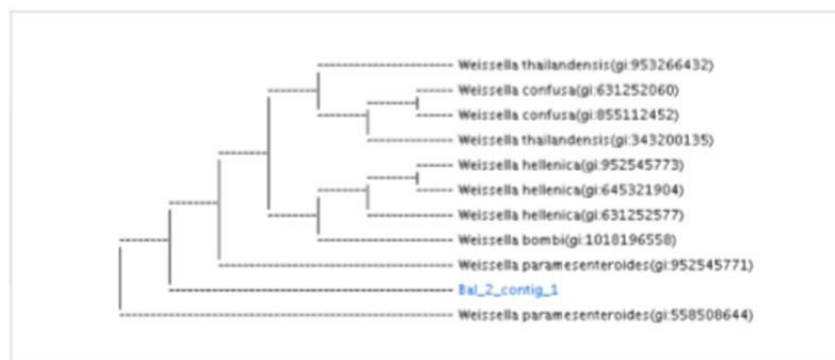 Weissella thailandensis(gi:953266432)
Weissella confusa(gi:631252060)
Weissella confusa(gi:855112452)
Weissella thailandensis(gi:343200135)
Weissella hellenica(gi:952545773)
Weissella hellenica(gi:645321904)
Weissella hellenica(gi:631252577)
Weissella bombi(gi:1018196558)
Weissella paramesenteroides(gi:952545771)
Bal_2_contig_1
Weissella paramesenteroides(gi:558508644)